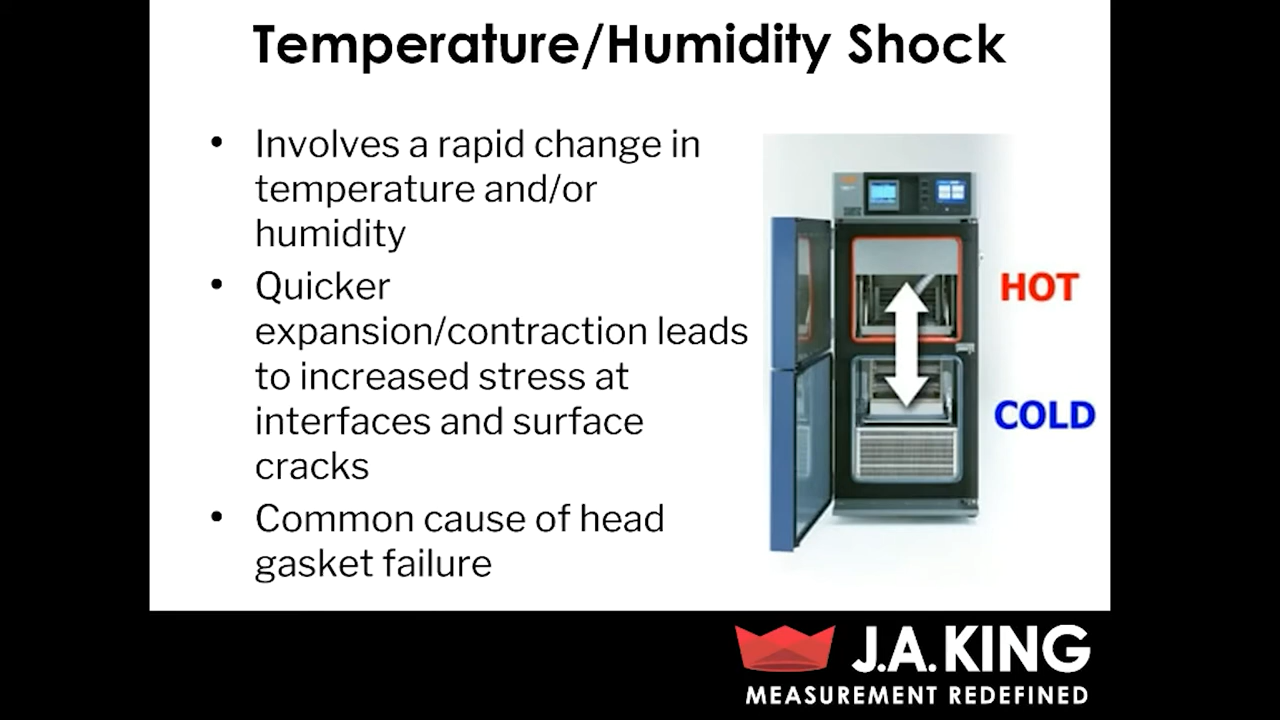 Temperature/Humidity Shock
• Involves a rapid change in
temperature and/or
humidity
• Quicker
expansion/contraction leads
to increased stress at
interfaces and surface
cracks
• Common cause of head
gasket failure
HOT
COLD
J.A. KING
MEASUREMENT REDEFINED